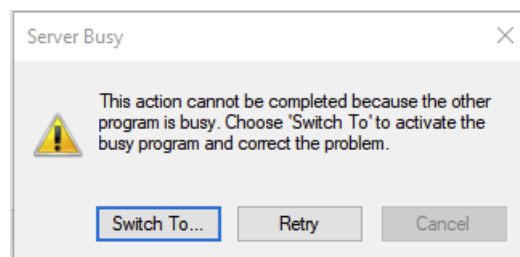 Server Busy
This action cannot be completed because the other
program is busy. Choose 'Switch To' to activate the
busy program and correct the problem.
Switch To...
Retry
Cancel